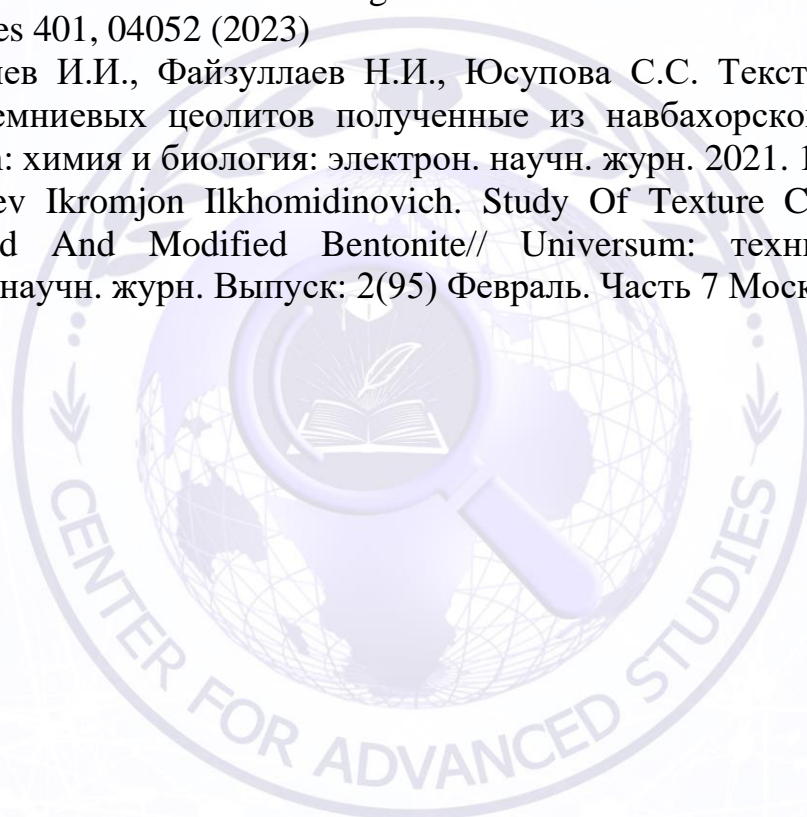 es 401, 04052 (2023)
ев И.И., Файзуллаев Н.И., Юсупова С.С. Текст
емниевых цеолитов полученные из навбахорско
: химия и биология: электрон. научн. журн. 2021. 1
ev Ikromjon Ilkhomidinovich. Study Of Texture C
d And Modified Bentonite// Universum: техни
научн. журн. Выпуск: 2(95) Февраль. Часть 7 Моск
CENTER FOR ADVANCED STUDIES